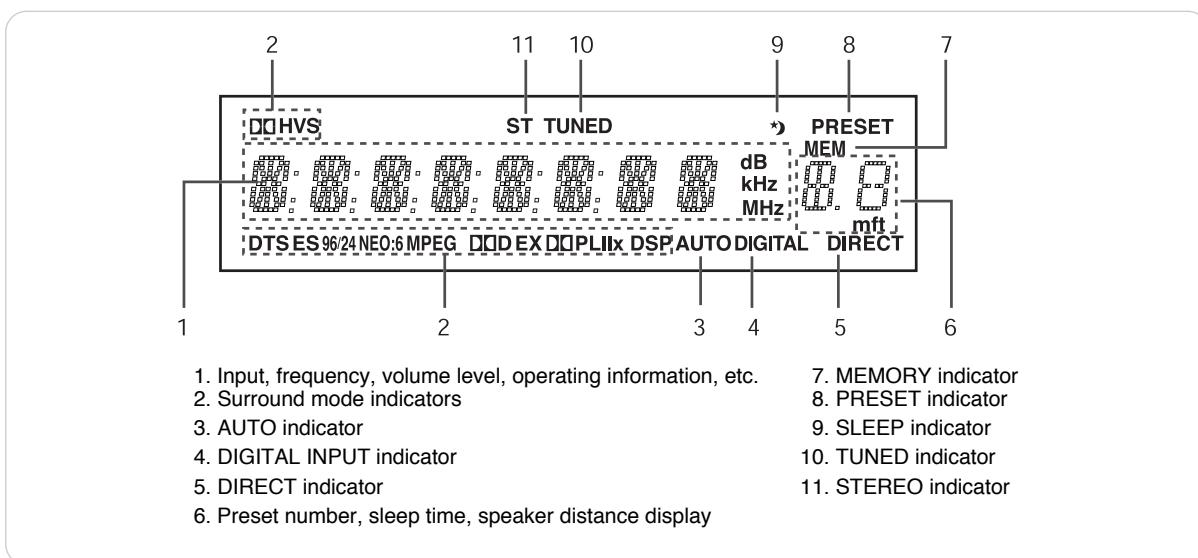 2 11 10 9 8 7
HVS ST TUNED PRESET
MEM
dB
kHz
MHz
mft
DTS ES 96/24 NEO:6 MPEG D EX PLIIx DSP AUTO DIGITAL DIRECT
1 2 3 4 5 6
1. Input, frequency, volume level, operating information, etc.
2. Surround mode indicators
3. AUTO indicator
4. DIGITAL INPUT indicator
5. DIRECT indicator
6. Preset number, sleep time, speaker distance display
7. MEMORY indicator
8. PRESET indicator
9. SLEEP indicator
10. TUNED indicator
11. STEREO indicator